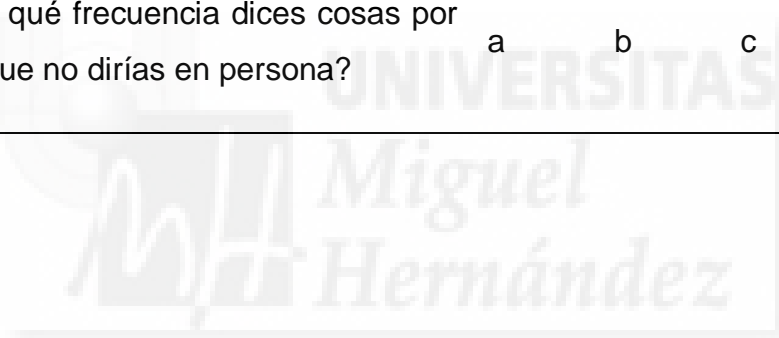 qué frecuencia dices cosas por
a b c
ue no dirías en persona?
UNIVERSITAS
Miguel
Hernández